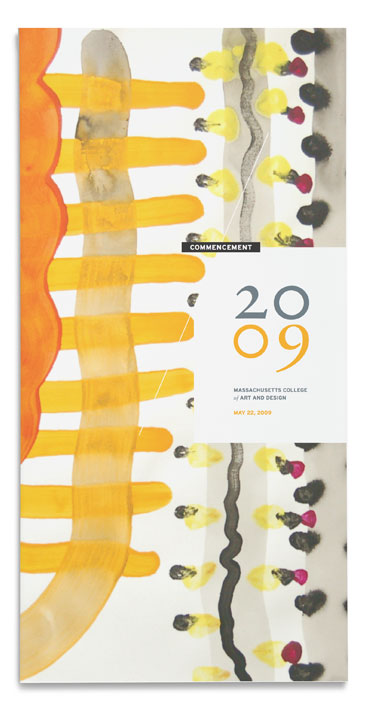 COMMENCEMENT
20
09
MASSACHUSETTS COLLEGE
of ART AND DESIGN
MAY 22, 2009